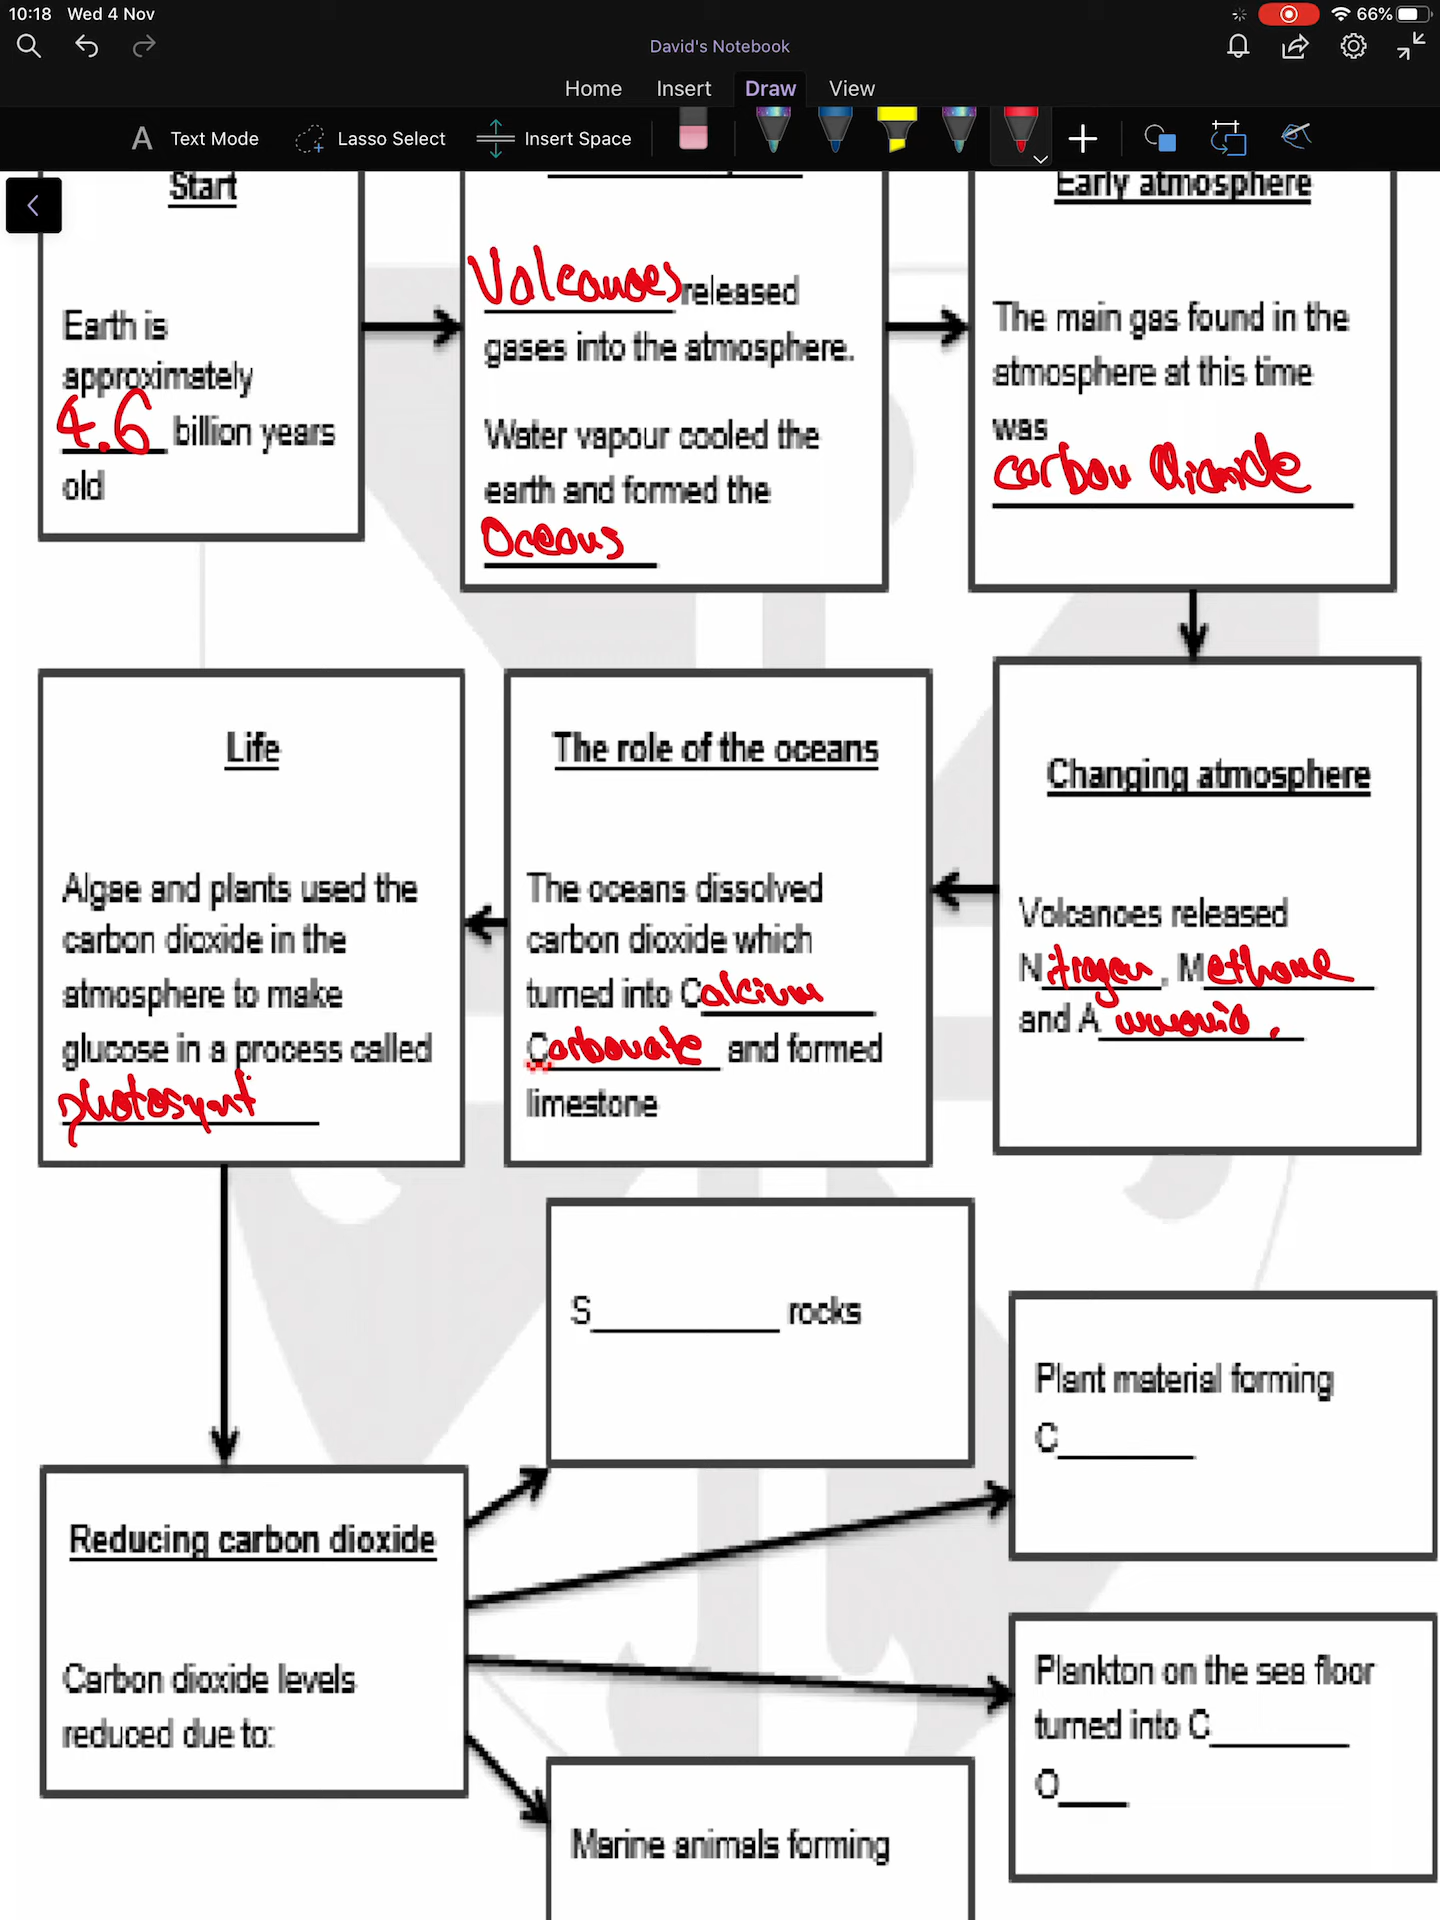 10:18 Wed 4 Nov
66%
David's Notebook
Home Insert Draw View
Text Mode Lasso Select Insert Space
Start
Early atmosphere
Earth is
approximately
4.6 billion years
old
Volcanoes released
gases into the atmosphere.
Water vapour cooled the
earth and formed the
Oceans
The main gas found in the
atmosphere at this time
was
carbon dioxide
Life
Algae and plants used the
carbon dioxide in the
atmosphere to make
glucose in a process called
photosynt
The role of the oceans
The oceans dissolved
carbon dioxide which
turned into Calcium
Carbonate and formed
limestone
Changing atmosphere
Volcanoes released
Nitrogen, Methane
and Ammonia.
S__________ rocks
Plant material forming
C________
Reducing carbon dioxide
Carbon dioxide levels
reduced due to:
Plankton on the sea floor
turned into C________
O____
Marine animals forming